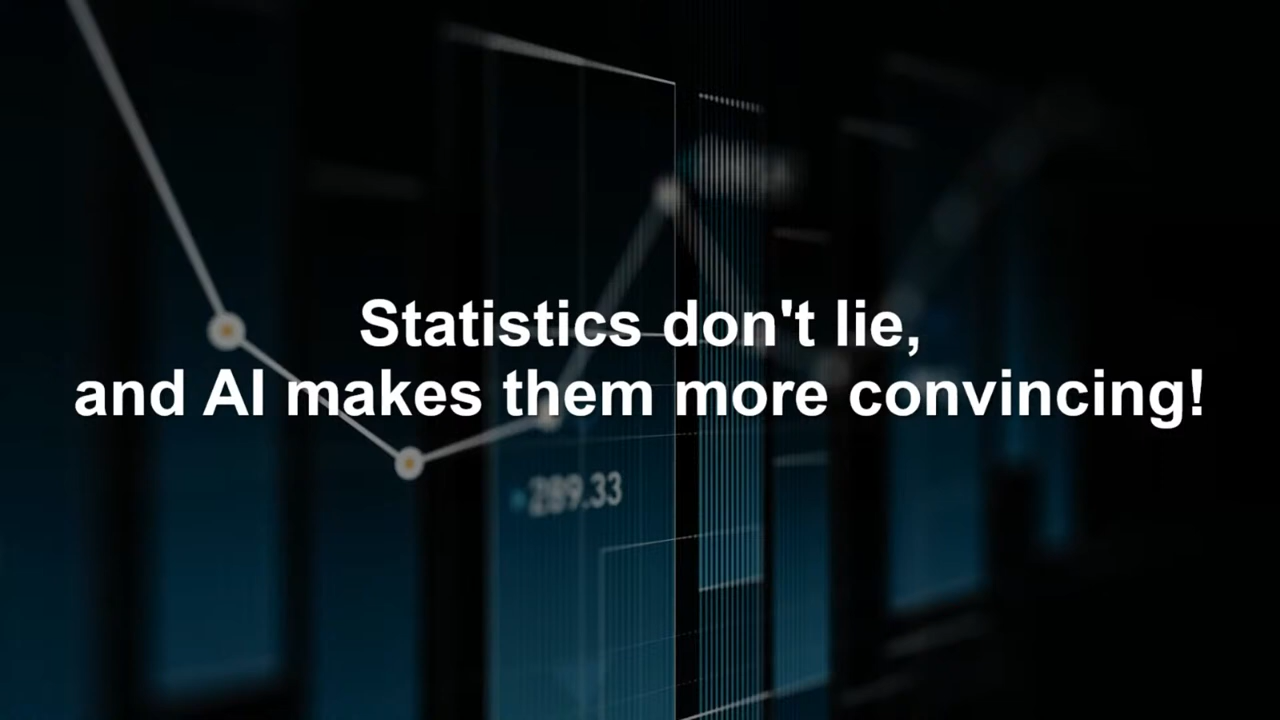 Statistics don't lie,
and AI makes them more convincing!
289.33